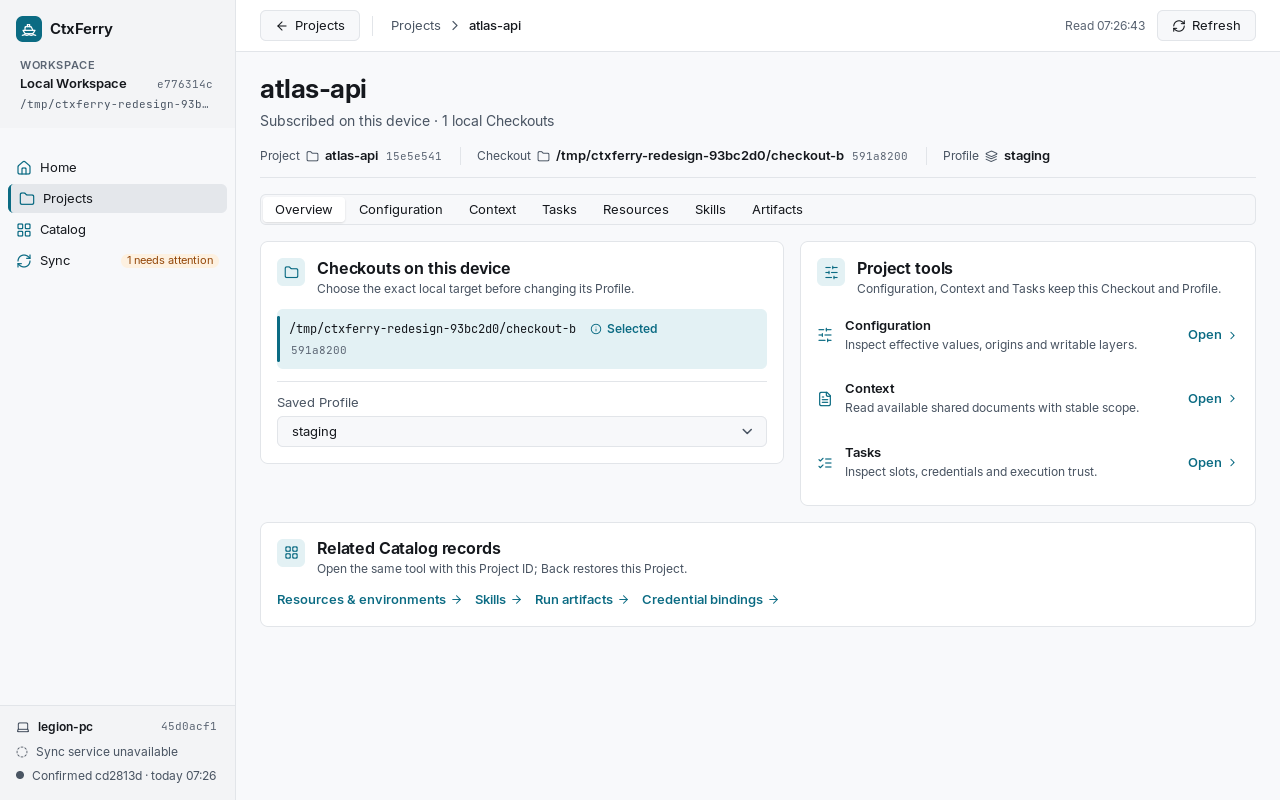 CtxFerry
WORKSPACE
Local Workspace e776314c
/tmp/ctxferry-redesign-93b…
Home
Projects
Catalog
Sync 1 needs attention
legion-pc 45d0acf1
Sync service unavailable
Confirmed cd2813d · today 07:26
Projects Projects atlas-api Read 07:26:43 Refresh
atlas-api
Subscribed on this device · 1 local Checkouts
Project atlas-api 15e5e541 Checkout /tmp/ctxferry-redesign-93bc2d0/checkout-b 591a8200 Profile staging
Overview Configuration Context Tasks Resources Skills Artifacts
Checkouts on this device
Choose the exact local target before changing its Profile.
/tmp/ctxferry-redesign-93bc2d0/checkout-b Selected
591a8200
Saved Profile
staging
Project tools
Configuration, Context and Tasks keep this Checkout and Profile.
Configuration
Inspect effective values, origins and writable layers.
Open
Context
Read available shared documents with stable scope.
Open
Tasks
Inspect slots, credentials and execution trust.
Open
Related Catalog records
Open the same tool with this Project ID; Back restores this Project.
Resources & environments Skills Run artifacts Credential bindings